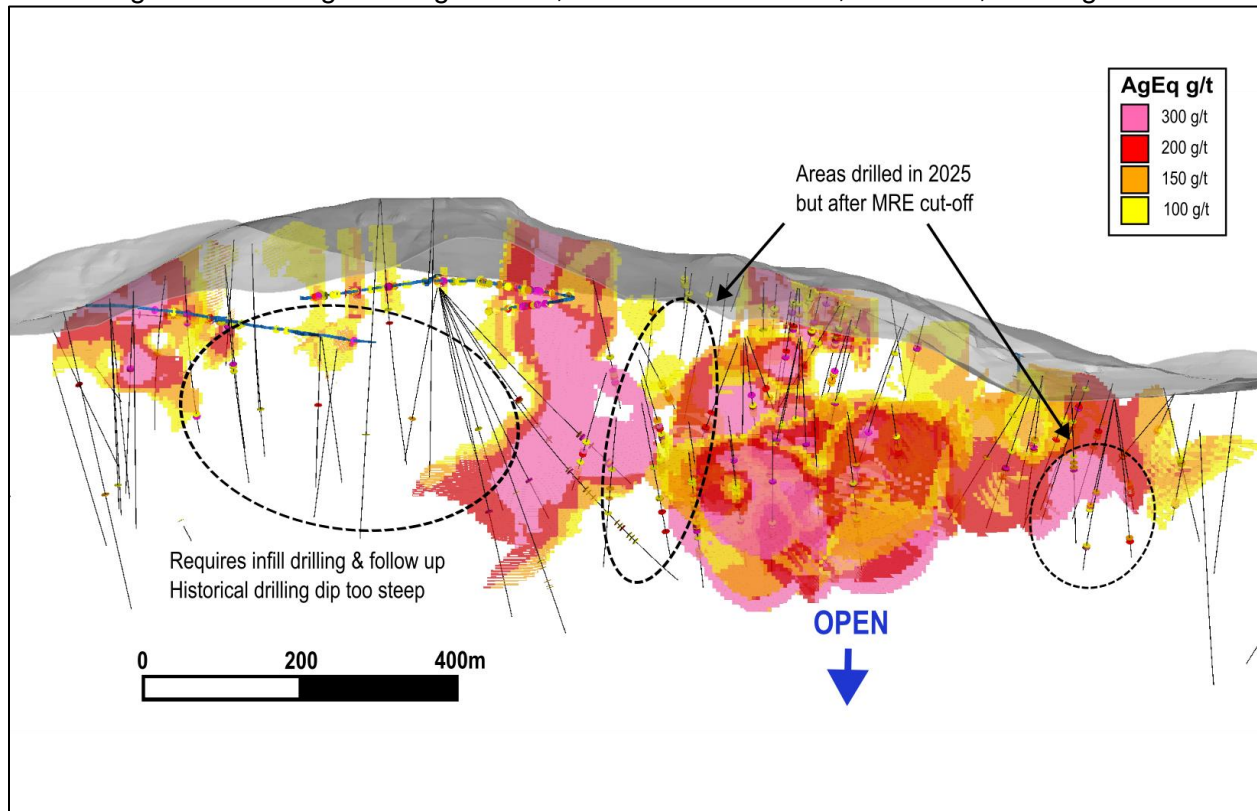 AgEq g/t
300 g/t
200 g/t
150 g/t
100 g/t
Areas drilled in 2025
but after MRE cut-off
Requires infill drilling & follow up
Historical drilling dip too steep
OPEN
0 200 400m